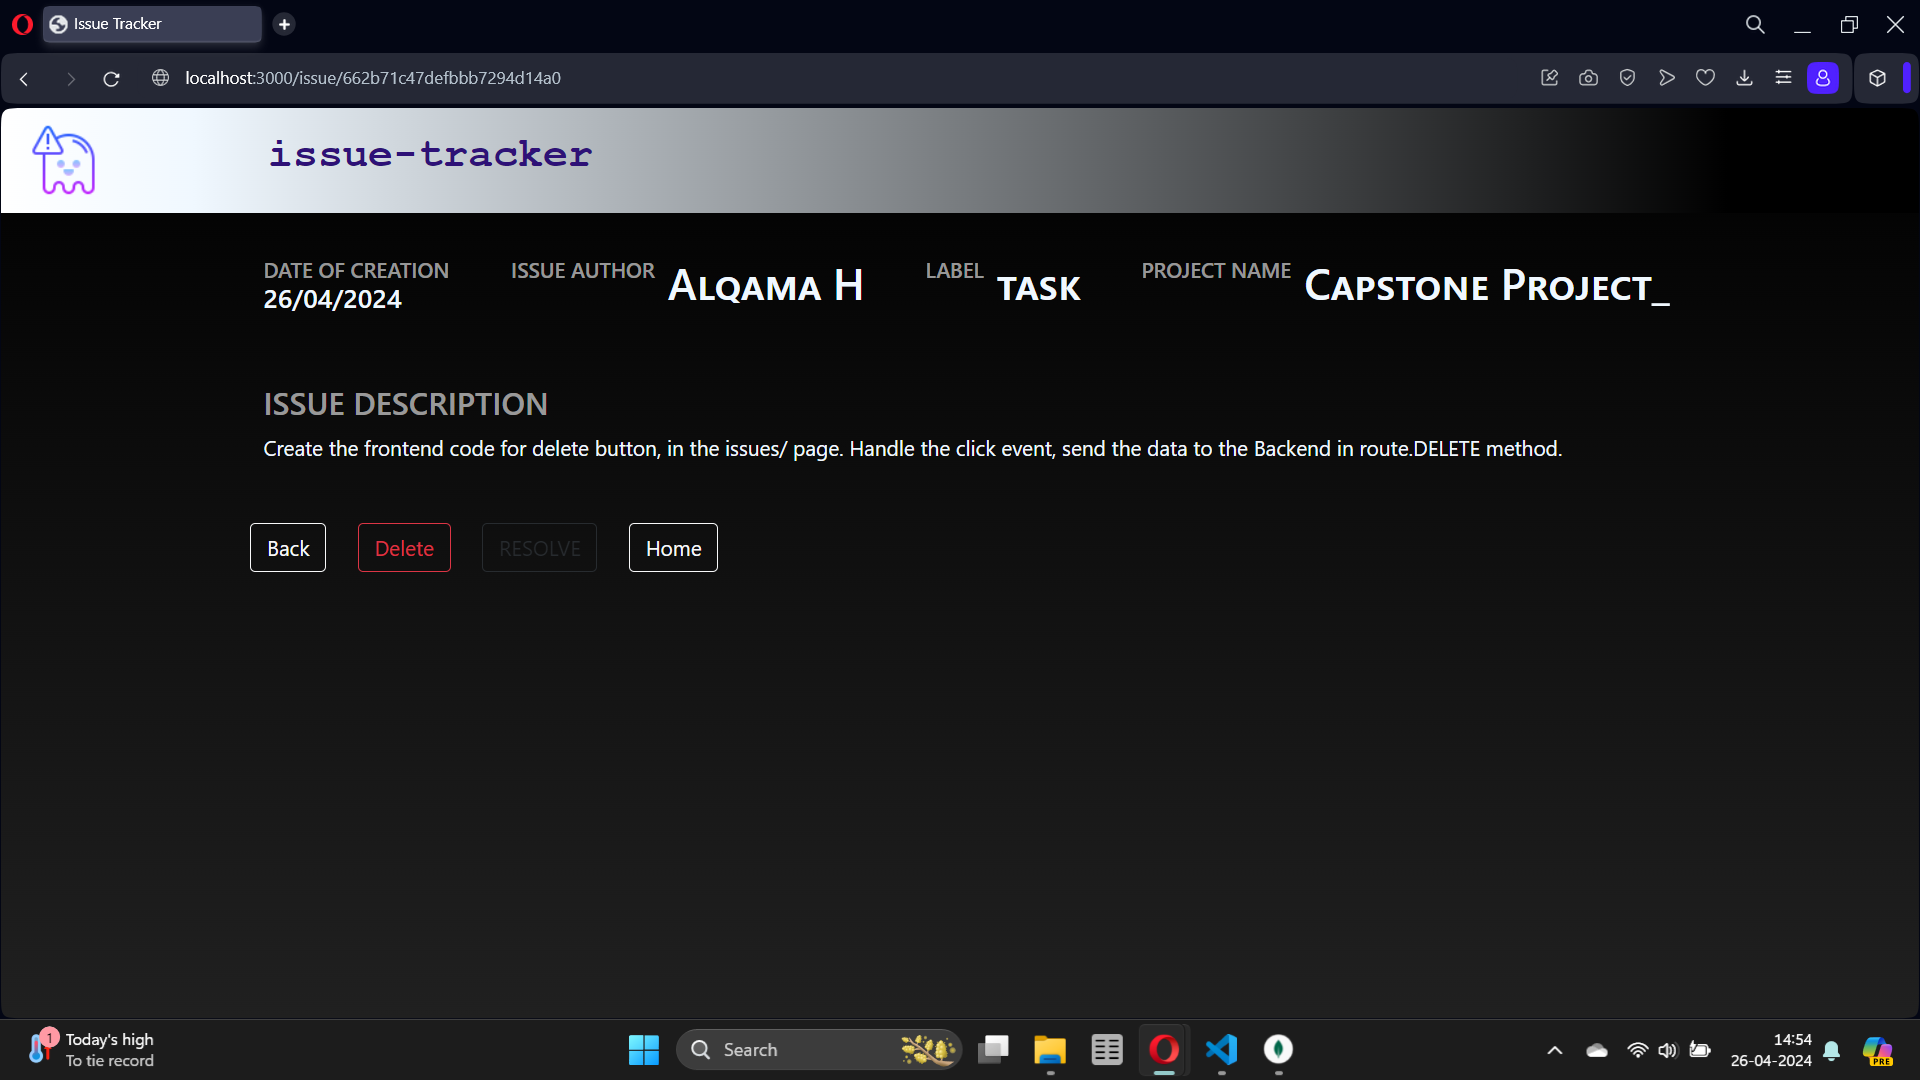 Issue Tracker
localhost:3000/issue/662b71c47defbbb7294d14a0
issue-tracker
DATE OF CREATION
26/04/2024
ISSUE AUTHOR Alqama H
LABEL task
PROJECT NAME Capstone Project_
ISSUE DESCRIPTION
Create the frontend code for delete button, in the issues/ page. Handle the click event, send the data to the Backend in route.DELETE method.
Back Delete RESOLVE Home
1
Today's high
To tie record
Search
14:54
26-04-2024
PRE